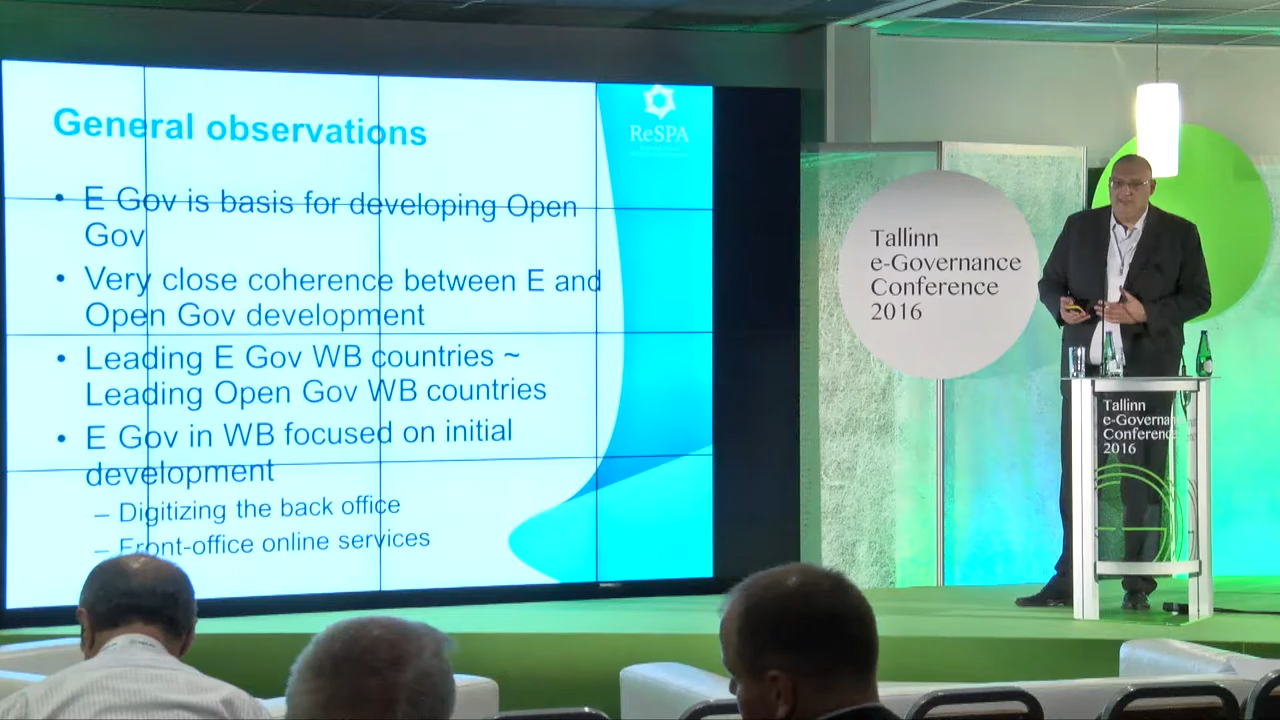 General observations
• E Gov is basis for developing Open
Gov
• Very close coherence between E and
Open Gov development
• Leading E Gov WB countries ~
Leading Open Gov WB countries
• E Gov in WB focused on initial
development
– Digitizing the back office
– Front-office online services
ReSPA
Tallinn
e-Governance
Conference
2016
Tallinn
e-Governan
Conference
2016